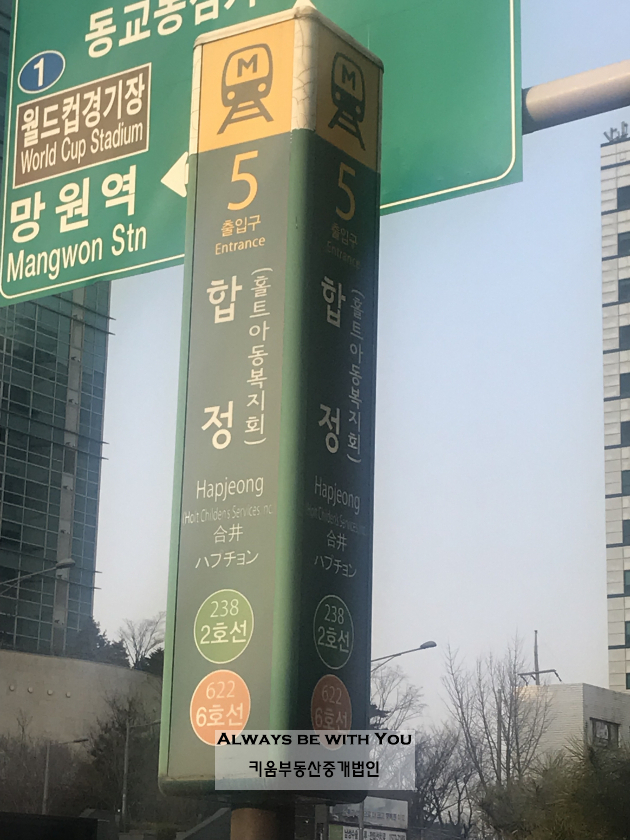 동교동삼거
1
월드컵경기장
World Cup Stadium
망원역
Mangwon Stn
M
5
출입구
Entrance
합정
(홀트아동복지회)
Hapjeong
(Holt Children's Services Inc.)
合井
ハプチョン
238
2호선
622
6호선
M
5
출입구
Entrance
합정
(홀트아동복지회)
Hapjeong
合井
ハプチョン
238
2호선
622
6호선
ALWAYS BE WITH YOU
키움부동산중개법인